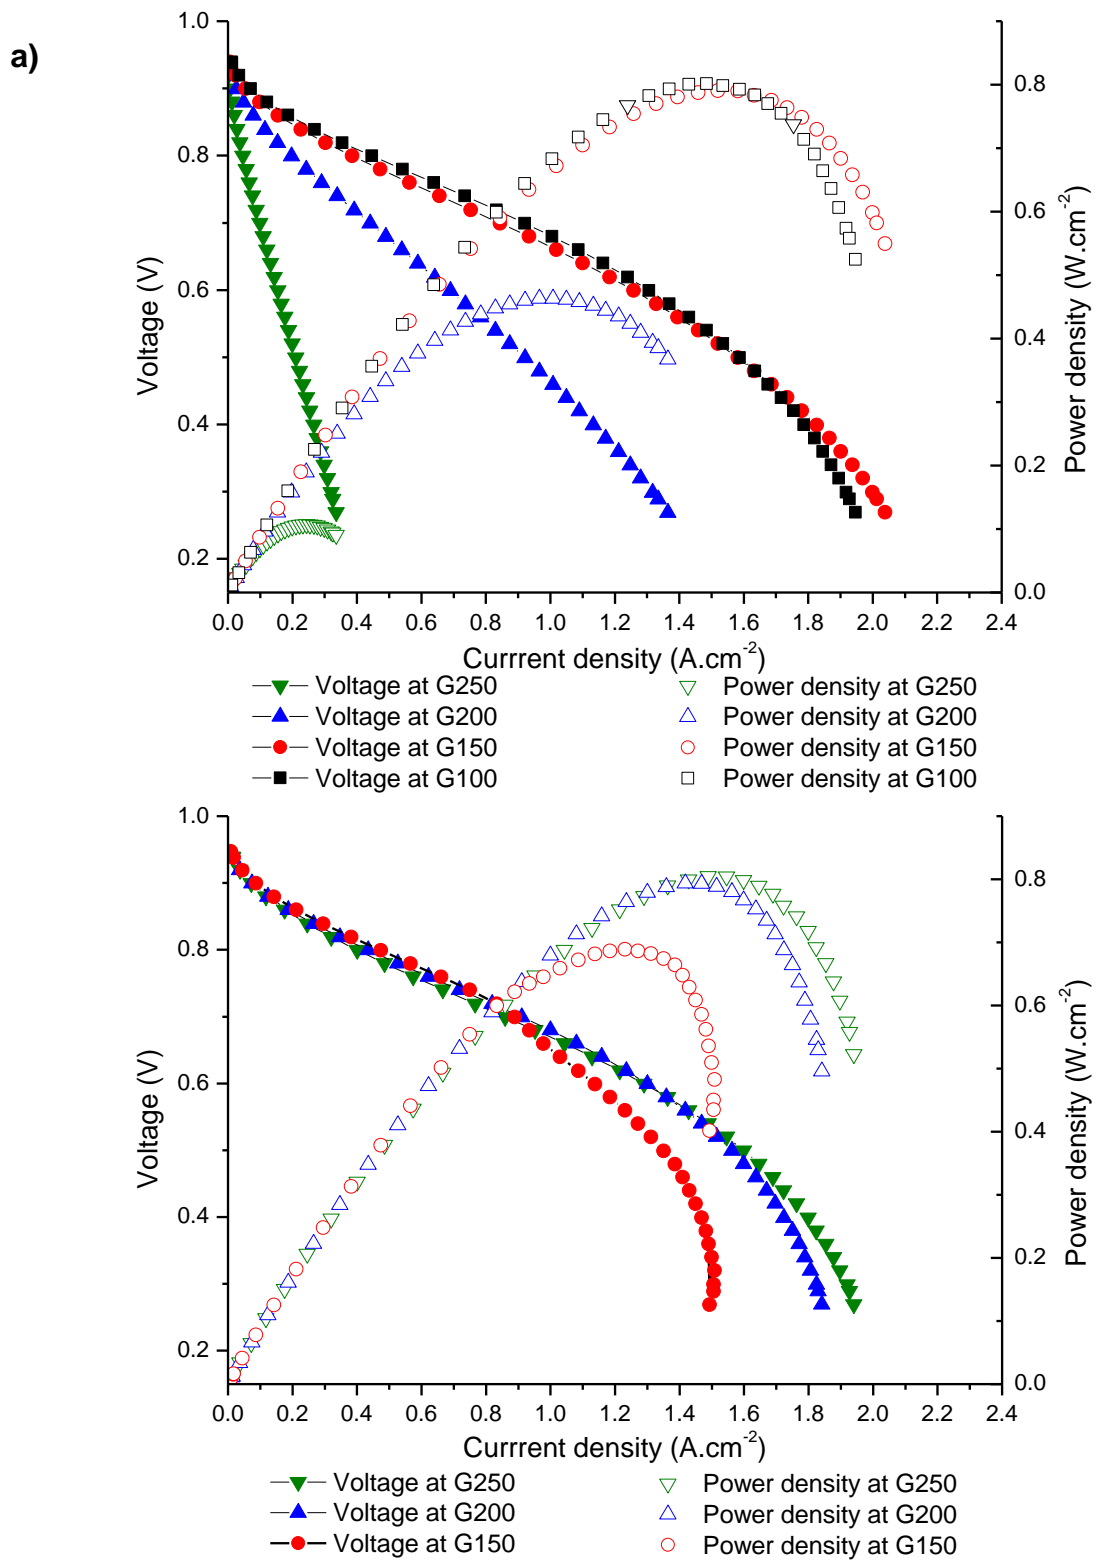 a)
1.0
0.8
0.6
0.4
0.2
Voltage (V)
0.8
0.6
0.4
0.2
0.0
Power density (W.cm-2)
0.0 0.2 0.4 0.6 0.8 1.0 1.2 1.4 1.6 1.8 2.0 2.2 2.4
Currrent density (A.cm-2)
Voltage at G250
Voltage at G200
Voltage at G150
Voltage at G100
Power density at G250
Power density at G200
Power density at G150
Power density at G100
1.0
0.8
0.6
0.4
0.2
Voltage (V)
0.8
0.6
0.4
0.2
0.0
Power density (W.cm-2)
0.0 0.2 0.4 0.6 0.8 1.0 1.2 1.4 1.6 1.8 2.0 2.2 2.4
Currrent density (A.cm-2)
Voltage at G250
Voltage at G200
Voltage at G150
Power density at G250
Power density at G200
Power density at G150